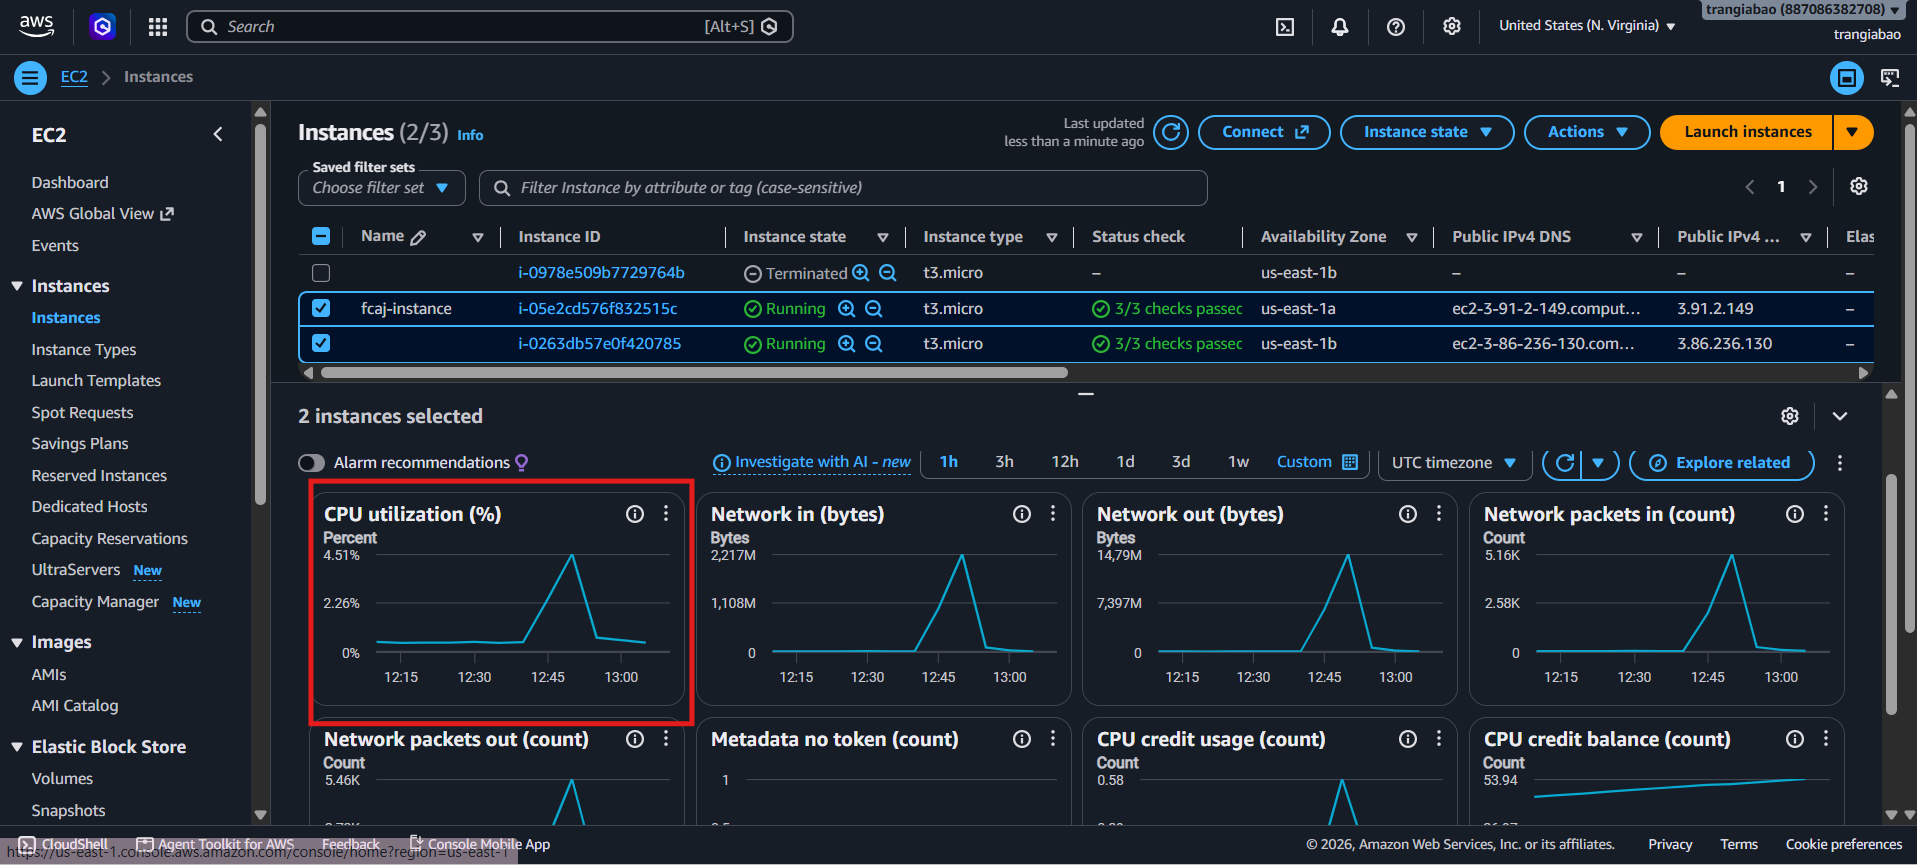 aws
Search
[Alt+S]
United States (N. Virginia)
trangiabao (887086382708)
trangiabao
EC2
Instances
EC2
Dashboard
AWS Global View
Events
Instances
Instances
Instance Types
Launch Templates
Spot Requests
Savings Plans
Reserved Instances
Dedicated Hosts
Capacity Reservations
UltraServers New
Capacity Manager New
Images
AMIs
AMI Catalog
Elastic Block Store
Volumes
Snapshots
Instances (2/3) Info
Last updated
less than a minute ago
Connect
Instance state
Actions
Launch instances
Saved filter sets
Choose filter set
Filter Instance by attribute or tag (case-sensitive)
1
Name Instance ID Instance state Instance type Status check Availability Zone Public IPv4 DNS Public IPv4 ... Elas
i-0978e509b7729764b Terminated t3.micro – us-east-1b – – –
fcaj-instance i-05e2cd576f832515c Running t3.micro 3/3 checks passec us-east-1a ec2-3-91-2-149.comput... 3.91.2.149 –
i-0263db57e0f420785 Running t3.micro 3/3 checks passec us-east-1b ec2-3-86-236-130.com... 3.86.236.130 –
2 instances selected
Alarm recommendations
Investigate with AI - new
1h 3h 12h 1d 3d 1w Custom
UTC timezone
Explore related
CPU utilization (%)
Percent
4.51%
2.26%
0%
12:15 12:30 12:45 13:00
Network in (bytes)
Bytes
2,217M
1,108M
0
12:15 12:30 12:45 13:00
Network out (bytes)
Bytes
14,79M
7,397M
0
12:15 12:30 12:45 13:00
Network packets in (count)
Count
5.16K
2.58K
0
12:15 12:30 12:45 13:00
Network packets out (count)
Count
5.46K
Metadata no token (count)
1
CPU credit usage (count)
Count
0.58
CPU credit balance (count)
Count
53.94
CloudShell Agent Toolkit for AWS Feedback Console Mobile App
https://us-east-1.console.aws.amazon.com/console/home?region=us-east-1
© 2026, Amazon Web Services, Inc. or its affiliates. Privacy Terms Cookie preferences